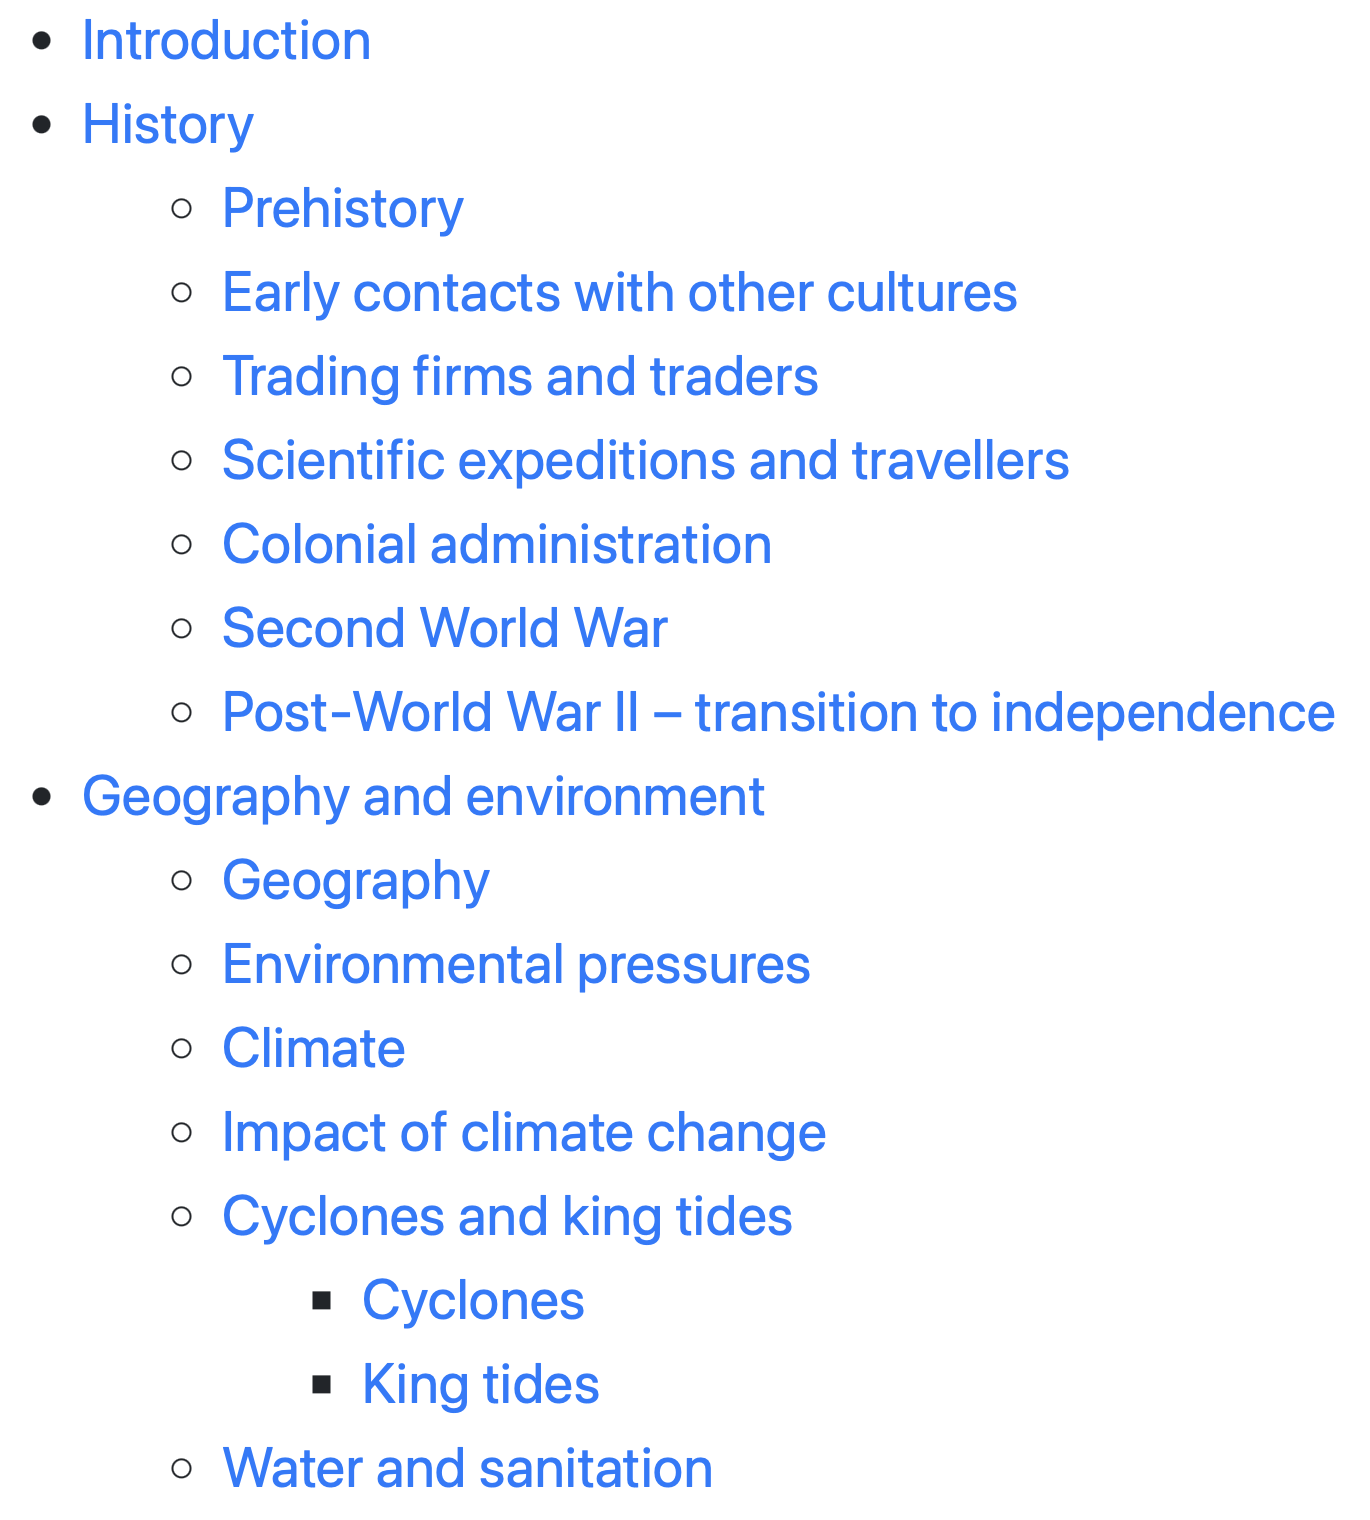 Introduction
History
Prehistory
Early contacts with other cultures
Trading firms and traders
Scientific expeditions and travellers
Colonial administration
Second World War
Post-World War II – transition to independence
Geography and environment
Geography
Environmental pressures
Climate
Impact of climate change
Cyclones and king tides
Cyclones
King tides
Water and sanitation